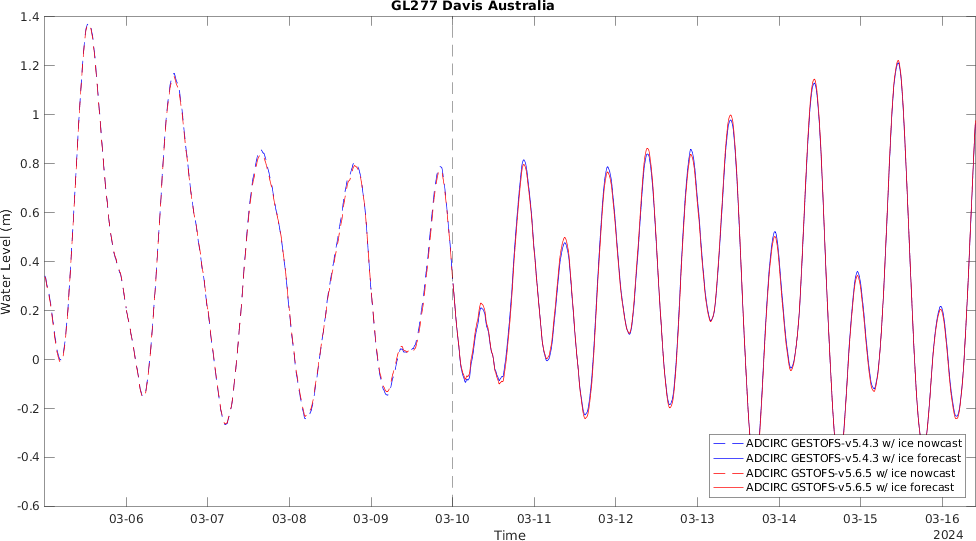 GL277 Davis Australia
1.4
1.2
1
0.8
0.6
0.4
0.2
0
-0.2
-0.4
-0.6
Water Level (m)
03-06 03-07 03-08 03-09 03-10 03-11 03-12 03-13 03-14 03-15 03-16
Time
2024
ADCIRC GESTOFS-v5.4.3 w/ ice nowcast
ADCIRC GESTOFS-v5.4.3 w/ ice forecast
ADCIRC GSTOFS-v5.6.5 w/ ice nowcast
ADCIRC GSTOFS-v5.6.5 w/ ice forecast